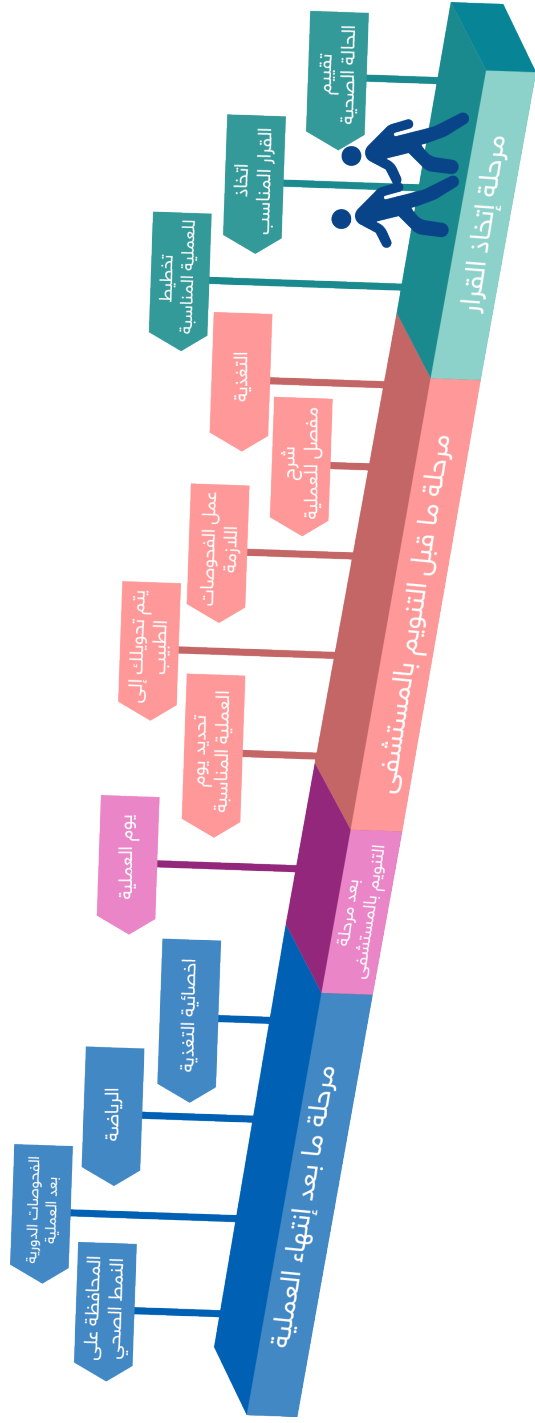 مرحلة إتخاذ القرار
تقييم
الحالة الصحية
اتخاذ
القرار المناسب
تخطيط
للعملية المناسبة
مرحلة ما قبل التنويم بالمستشفى
التغذية
شرح
مفصل للعملية
عمل الفحوصات
اللازمة
يتم تحويلك إلى
الطبيب
تحديد يوم
العملية المناسبة
بعد مرحلة
التنويم بالمستشفى
يوم العملية
مرحلة ما بعد إنتهاء العملية
اخصائية التغذية
الرياضة
الفحوصات الدورية
بعد العملية
المحافظة على
النمط الصحي